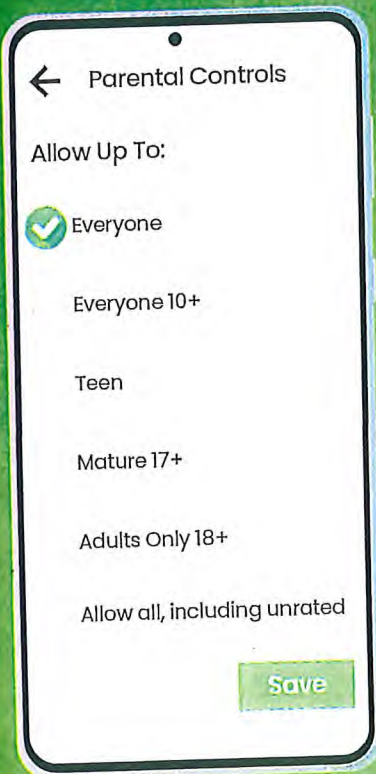 Parental Controls
Allow Up To:
Everyone
Everyone 10+
Teen
Mature 17+
Adults Only 18+
Allow all, including unrated
Save